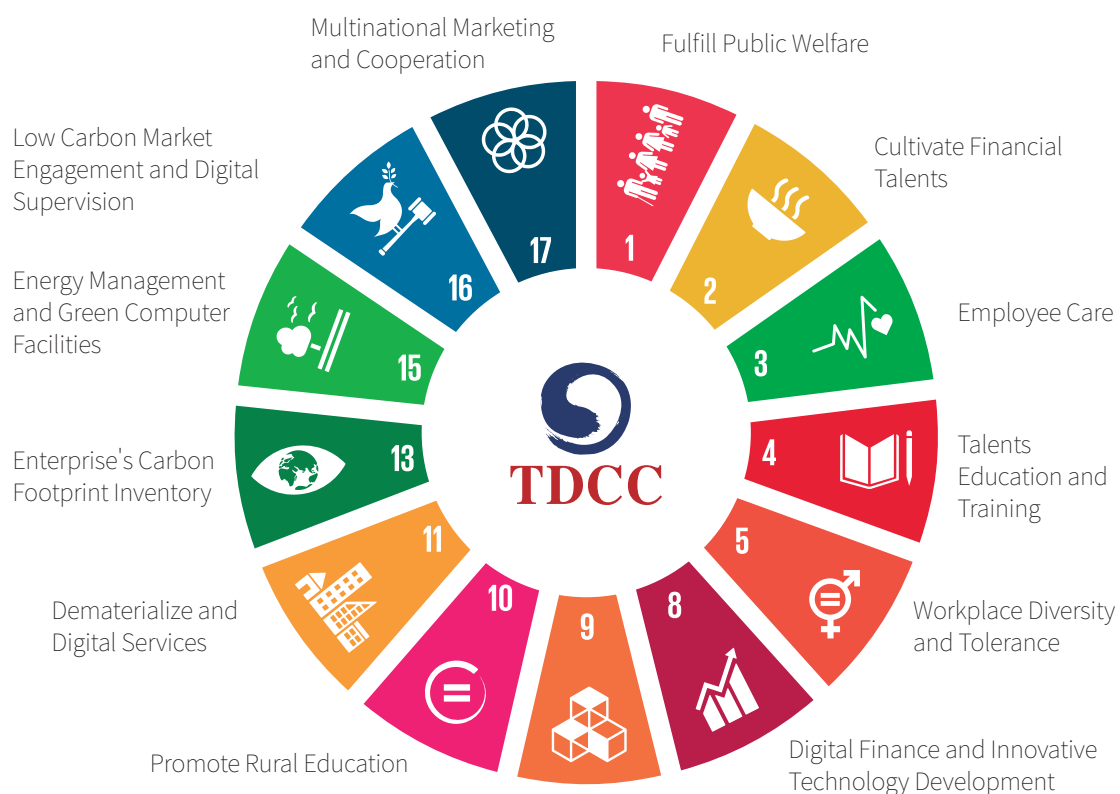 Multinational Marketing
and Cooperation
Fulfill Public Welfare
Low Carbon Market
Engagement and Digital
Supervision
Cultivate Financial
Talents
Energy Management
and Green Computer
Facilities
Employee Care
Enterprise's Carbon
Footprint Inventory
Talents
Education and
Training
Dematerialize and
Digital Services
Workplace Diversity
and Tolerance
Promote Rural Education
Digital Finance and Innovative
Technology Development
1
2
3
4
5
8
9
10
11
13
15
16
17
TDCC